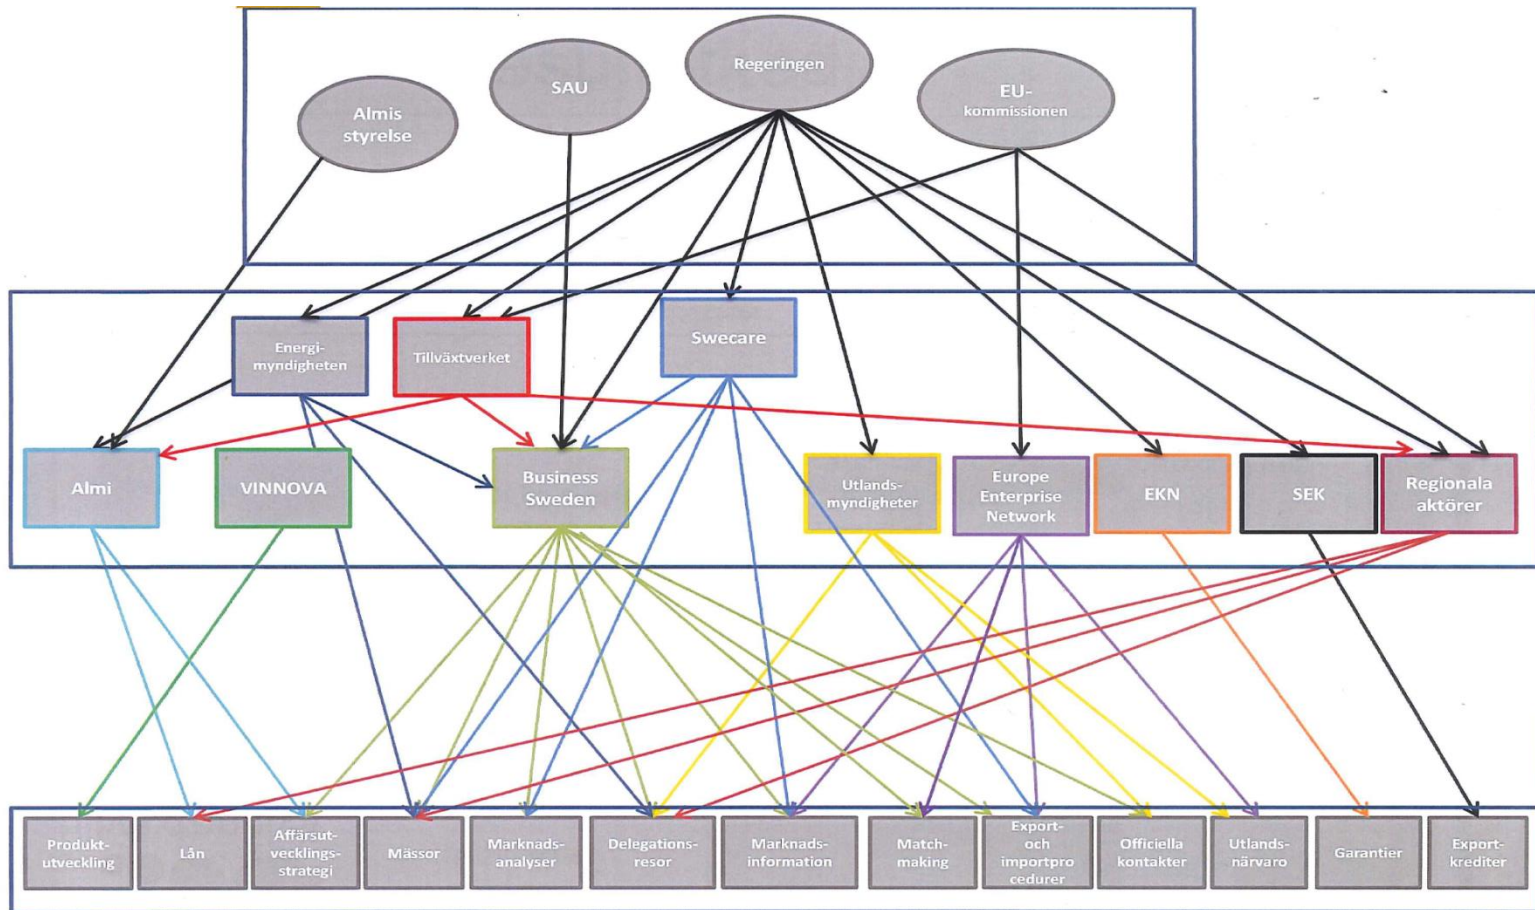 Regeringen
SAU
EU-
kommissionen
Almis
styrelse
Swecare
Energi-
myndigheten
Tillväxtverket
Almi
VINNOVA
Business
Sweden
Utlands-
myndigheter
Europe
Enterprise
Network
EKN
SEK
Regionala
aktörer
Produkt-
utveckling
Lån
Affärsut-
vecklings-
strategi
Mässor
Marknads-
analyser
Delegations-
resor
Marknads-
information
Match-
making
Export-
och
importpro
cedurer
Officiella
kontakter
Utlands-
närvaro
Garantier
Export-
krediter